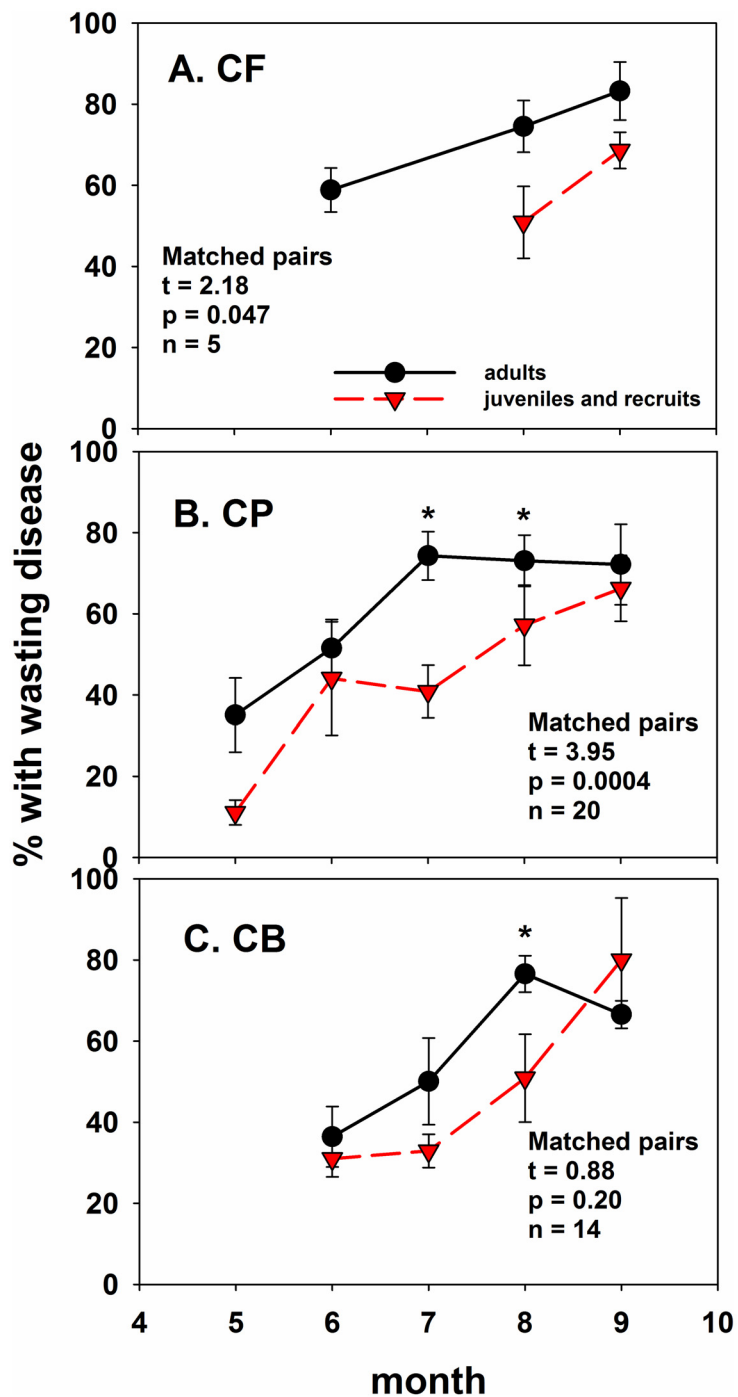 100
A. CF
80
60
Matched pairs
t = 2.18
p = 0.047
n = 5
40
20
adults
juveniles and recruits
0
% with wasting disease
100
B. CP
*
*
80
60
40
Matched pairs
t = 3.95
p = 0.0004
n = 20
20
0
100
C. CB
*
80
60
40
Matched pairs
t = 0.88
p = 0.20
n = 14
20
0
4 5 6 7 8 9 10
month